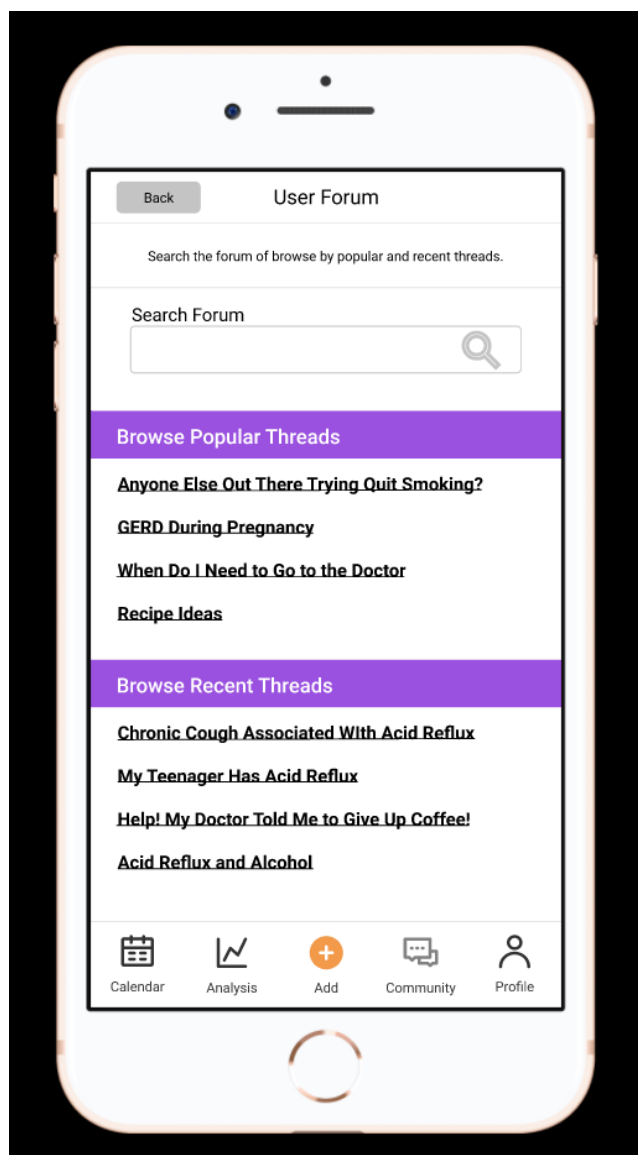 Back
User Forum
Search the forum of browse by popular and recent threads.
Search Forum
Browse Popular Threads
Anyone Else Out There Trying Quit Smoking?
GERD During Pregnancy
When Do I Need to Go to the Doctor
Recipe Ideas
Browse Recent Threads
Chronic Cough Associated WIth Acid Reflux
My Teenager Has Acid Reflux
Help! My Doctor Told Me to Give Up Coffee!
Acid Reflux and Alcohol
Calendar
Analysis
Add
Community
Profile